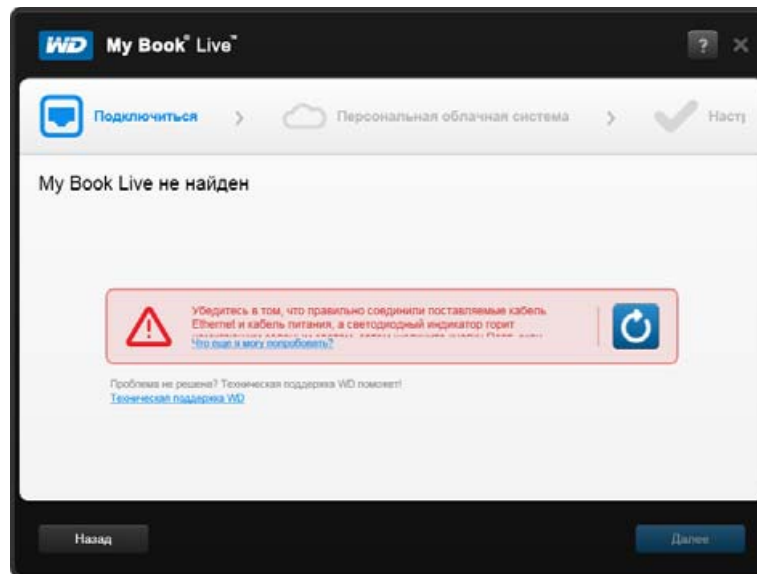 WD My Book® Live™ ?
Подключиться > Персональная облачная система > Наст
My Book Live не найден
Убедитесь в том, что правильно соединили поставляемые кабель
Ethernet и кабель питания, а светодиодный индикатор горит
Что еще я могу попробовать?
Проблема не решена? Техническая поддержка WD поможет!
Техническая поддержка WD
Назад Далее